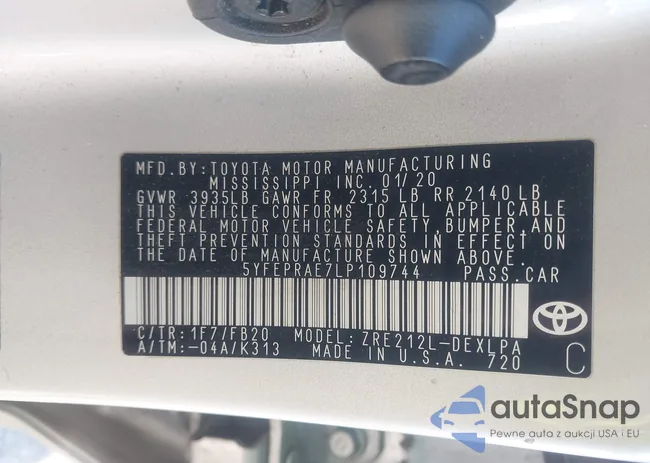 MFD. BY: TOYOTA MOTOR MANUFACTURING
MISSISSIPPI INC. 01/20
GVWR 3935LB GAWR FR 2315 LB RR 2140 LB
THIS VEHICLE CONFORMS TO ALL APPLICABLE
FEDERAL MOTOR VEHICLE SAFETY, BUMPER, AND
THEFT PREVENTION STANDARDS IN EFFECT ON
THE DATE OF MANUFACTURE SHOWN ABOVE.
5YFEPRAE7LP109744 PASS. CAR
C/TR: 1F7/FB20 MODEL: ZRE212L-DEXLPA
A/TM: -04A/K313 MADE IN U.S.A. 720
C
autaSnap
Pewne auta z aukcji USA i EU